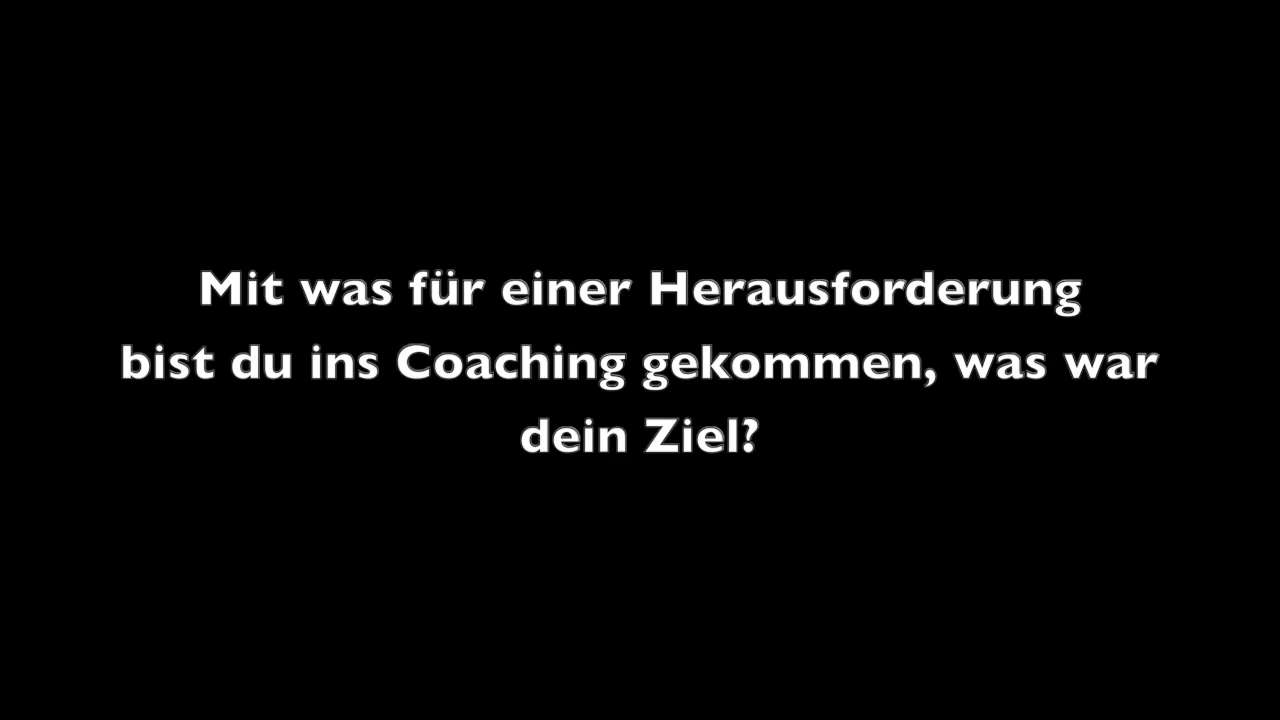 Mit was für einer Herausforderung
bist du ins Coaching gekommen, was war
dein Ziel?